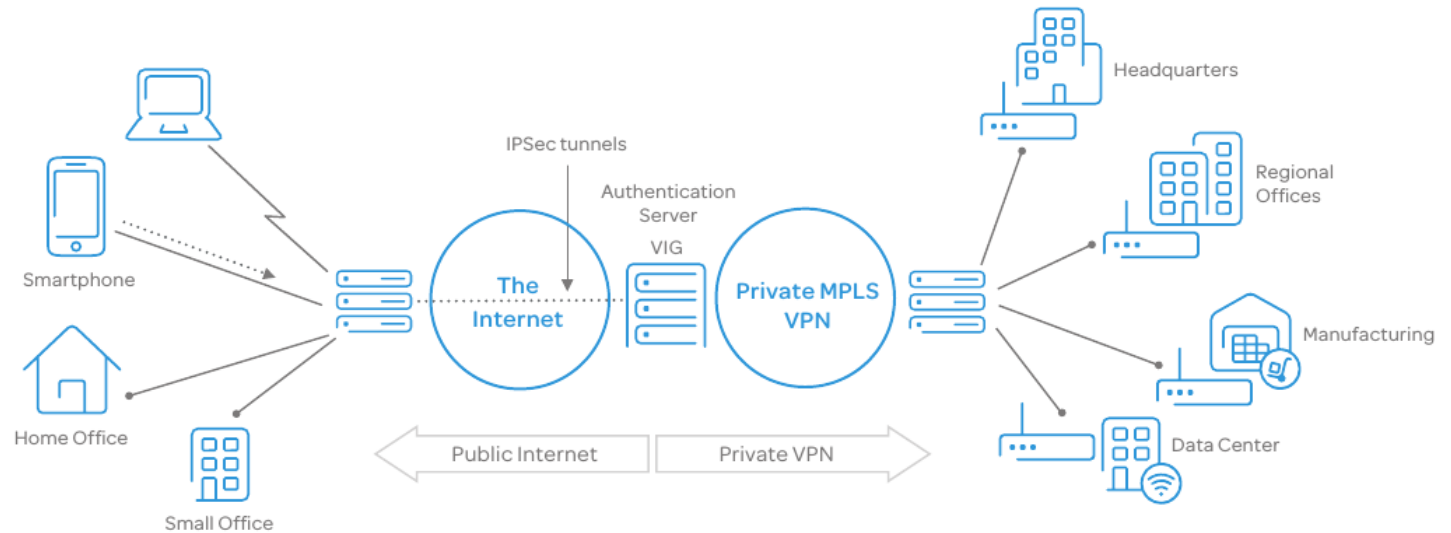 Headquarters
IPSec tunnels
Regional
Offices
Authentication
Server
VIG
Smartphone
The
Internet
Private MPLS
VPN
Manufacturing
Home Office
Data Center
Public Internet
Private VPN
Small Office